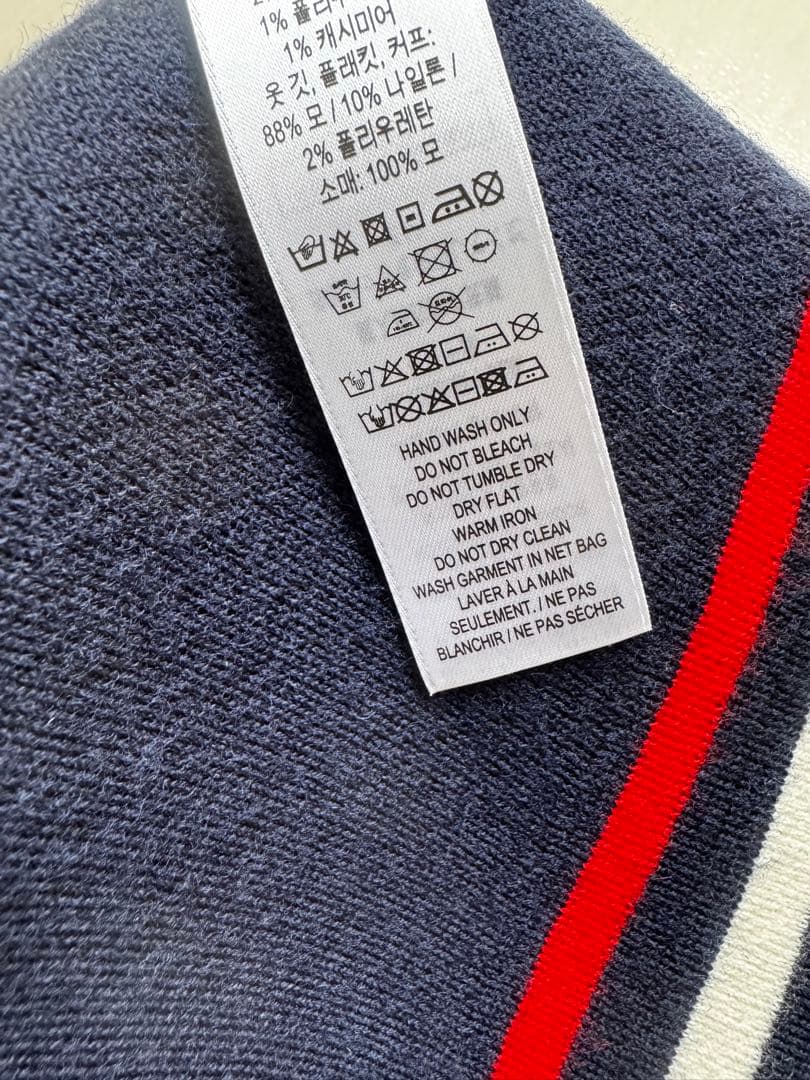 1% 캐시미어
옷 깃, 플래킷, 커프:
88% 모 / 10% 나일론 /
2% 폴리우레탄
소매: 100% 모
HAND WASH ONLY
DO NOT BLEACH
DO NOT TUMBLE DRY
DRY FLAT
WARM IRON
DO NOT DRY CLEAN
WASH GARMENT IN NET BAG
LAVER À LA MAIN
SEULEMENT. / NE PAS
BLANCHIR / NE PAS SÉCHER